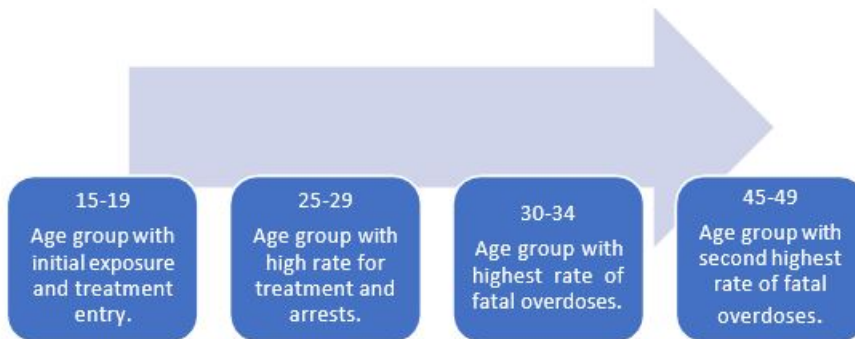 15-19
Age group with
initial exposure
and treatment
entry.
25-29
Age group with
high rate for
treatment and
arrests.
30-34
Age group with
highest rate of
fatal overdoses.
45-49
Age group with
second highest
rate of fatal
overdoses.